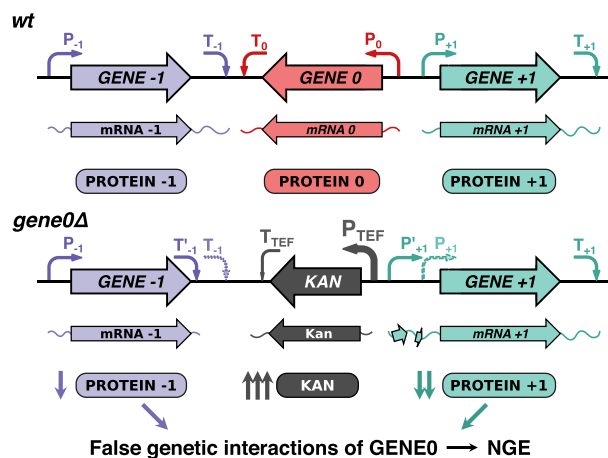 wt
P-1 T-1 T0 P0 P+1 T+1
GENE -1 GENE 0 GENE +1
mRNA -1 mRNA 0 mRNA +1
PROTEIN -1 PROTEIN 0 PROTEIN +1
gene0Δ
P-1 T'-1 T-1 TTEF PTEF P'+1 P+1 T+1
GENE -1 KAN GENE +1
mRNA -1 Kan mRNA +1
PROTEIN -1 KAN PROTEIN +1
False genetic interactions of GENE0 → NGE